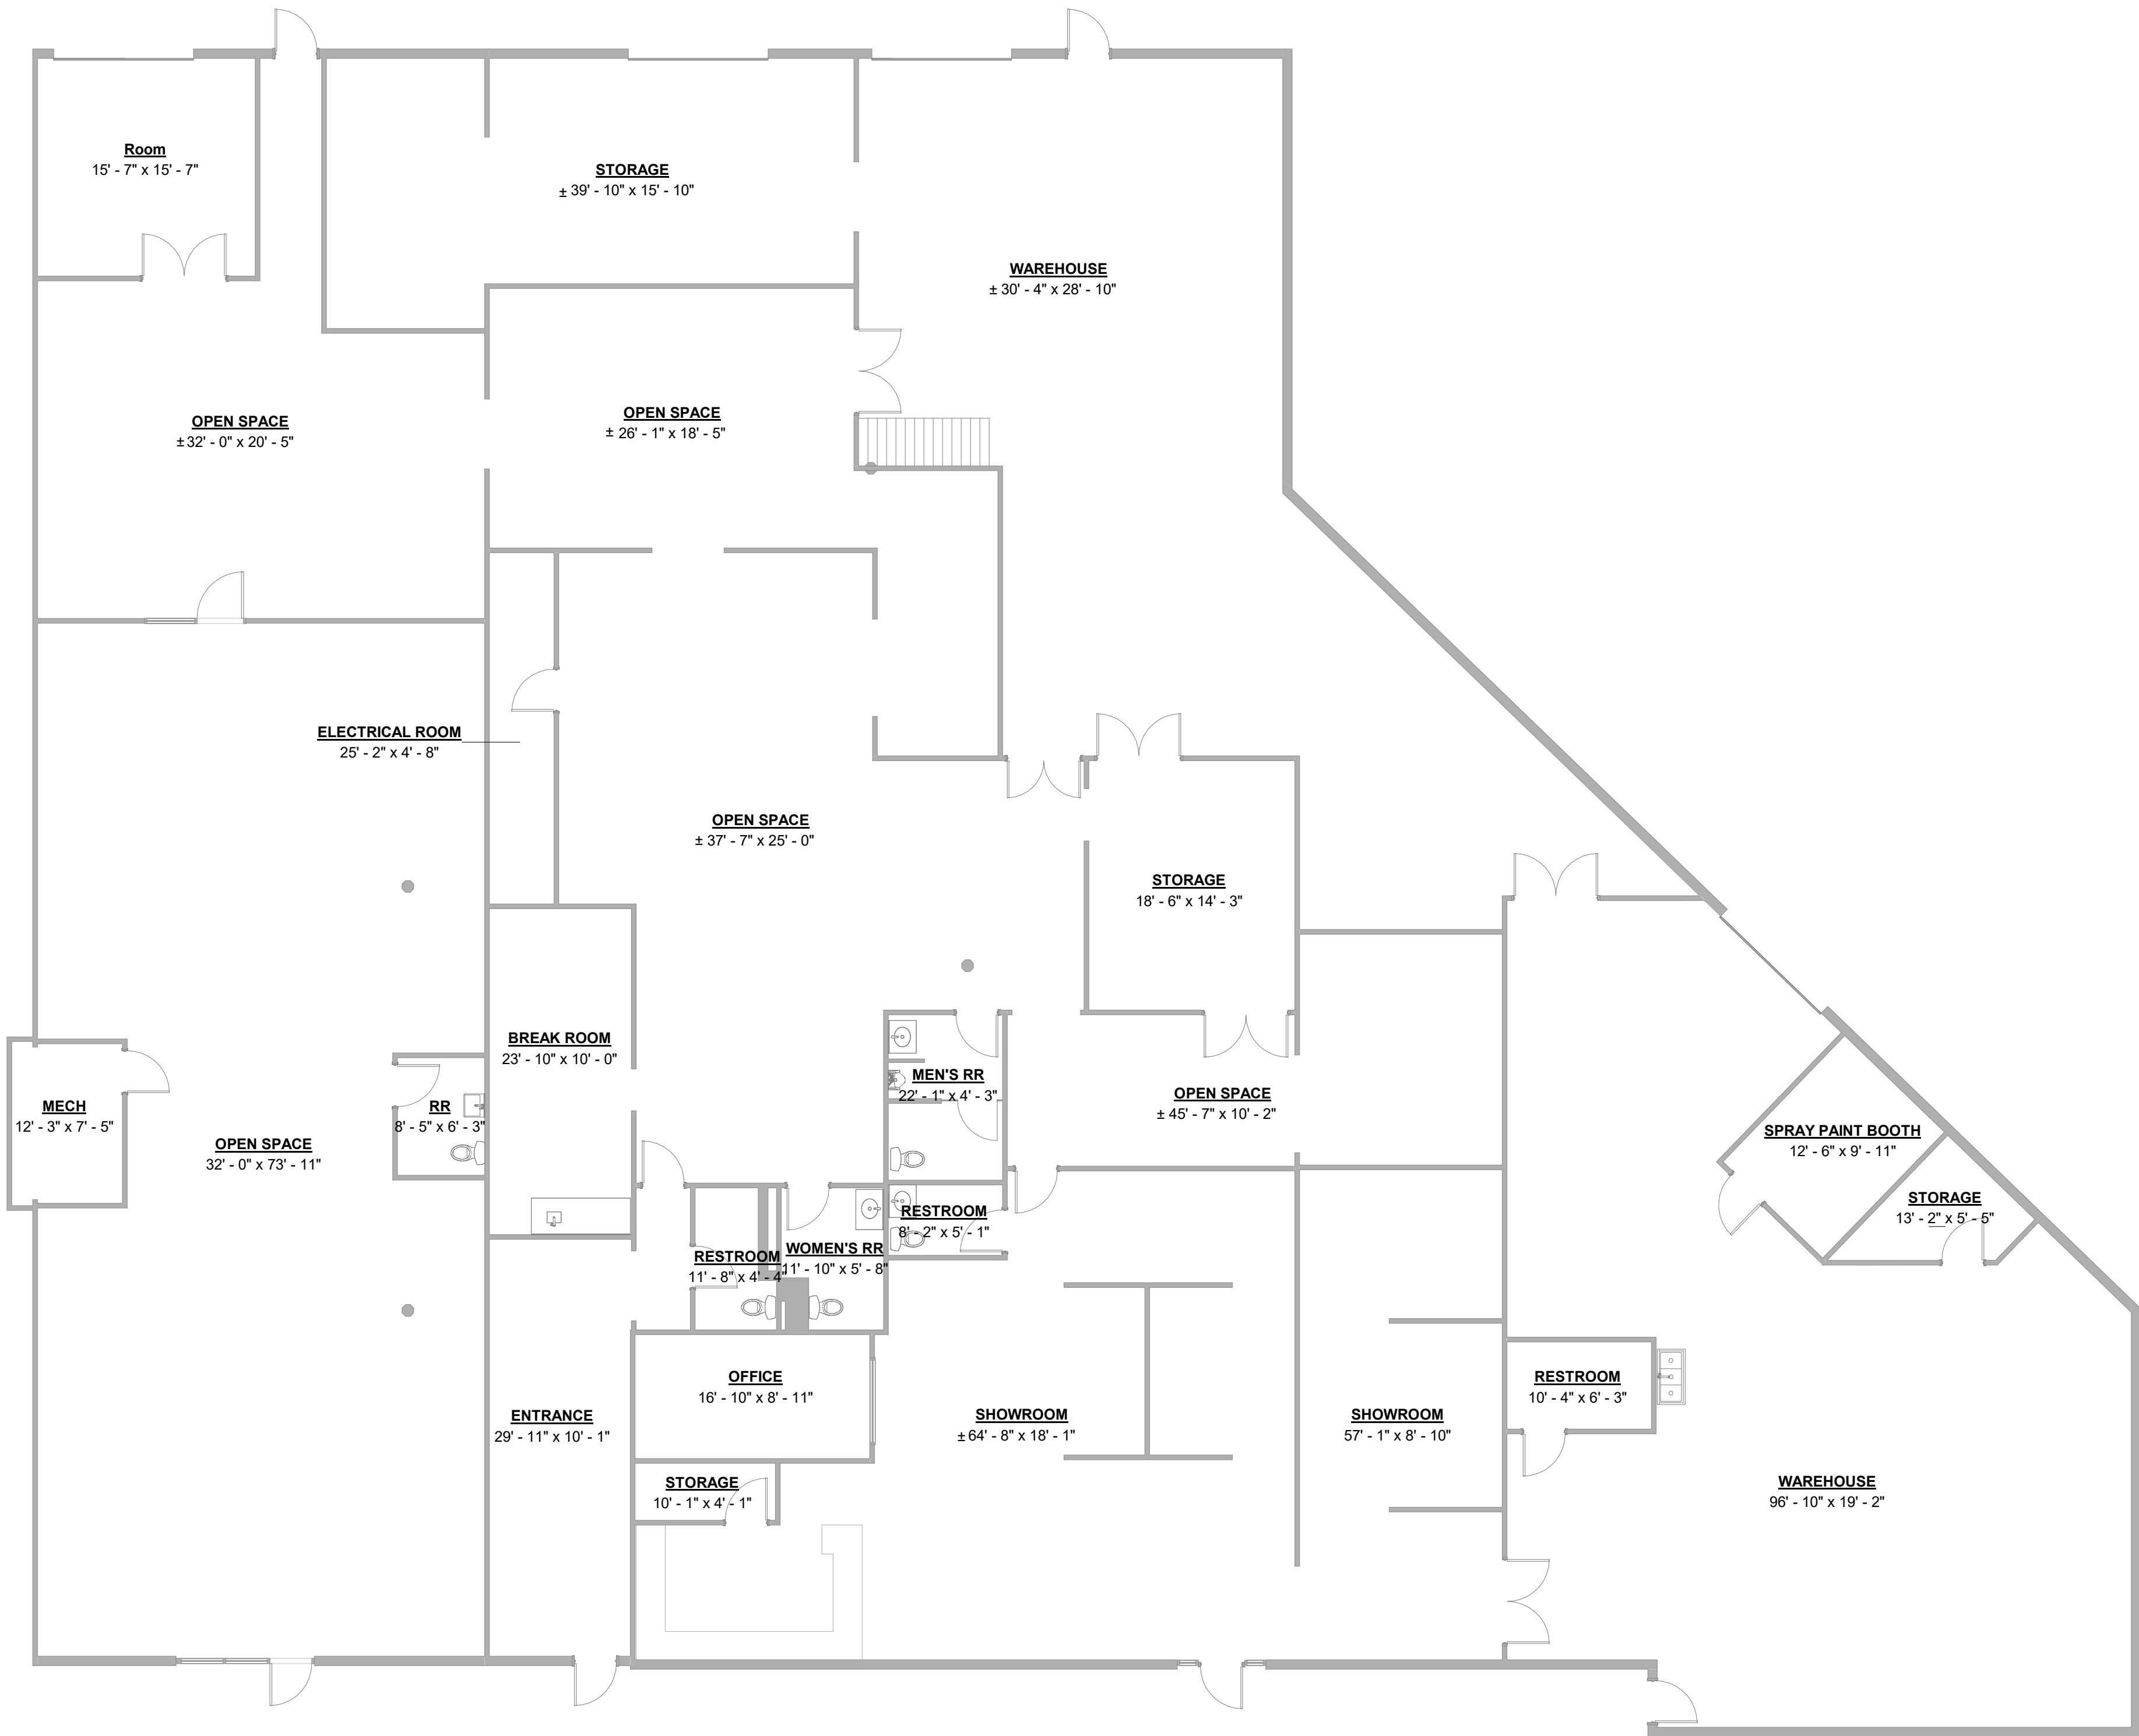 Room
15' - 7" x 15' - 7"
STORAGE
± 39' - 10" x 15' - 10"
WAREHOUSE
± 30' - 4" x 28' - 10"
OPEN SPACE
± 32' - 0" x 20' - 5"
OPEN SPACE
± 26' - 1" x 18' - 5"
ELECTRICAL ROOM
25' - 2" x 4' - 8"
OPEN SPACE
± 37' - 7" x 25' - 0"
STORAGE
18' - 6" x 14' - 3"
BREAK ROOM
23' - 10" x 10' - 0"
MEN'S RR
22' - 1" x 4' - 3"
OPEN SPACE
± 45' - 7" x 10' - 2"
MECH
12' - 3" x 7' - 5"
RR
8' - 5" x 6' - 3"
OPEN SPACE
32' - 0" x 73' - 11"
SPRAY PAINT BOOTH
12' - 6" x 9' - 11"
STORAGE
13' - 2" x 5' - 5"
RESTROOM
8' - 2" x 5' - 1"
RESTROOM
11' - 8" x 4' - 4"
WOMEN'S RR
11' - 10" x 5' - 8"
OFFICE
16' - 10" x 8' - 11"
RESTROOM
10' - 4" x 6' - 3"
ENTRANCE
29' - 11" x 10' - 1"
SHOWROOM
± 64' - 8" x 18' - 1"
SHOWROOM
57' - 1" x 8' - 10"
STORAGE
10' - 1" x 4' - 1"
WAREHOUSE
96' - 10" x 19' - 2"